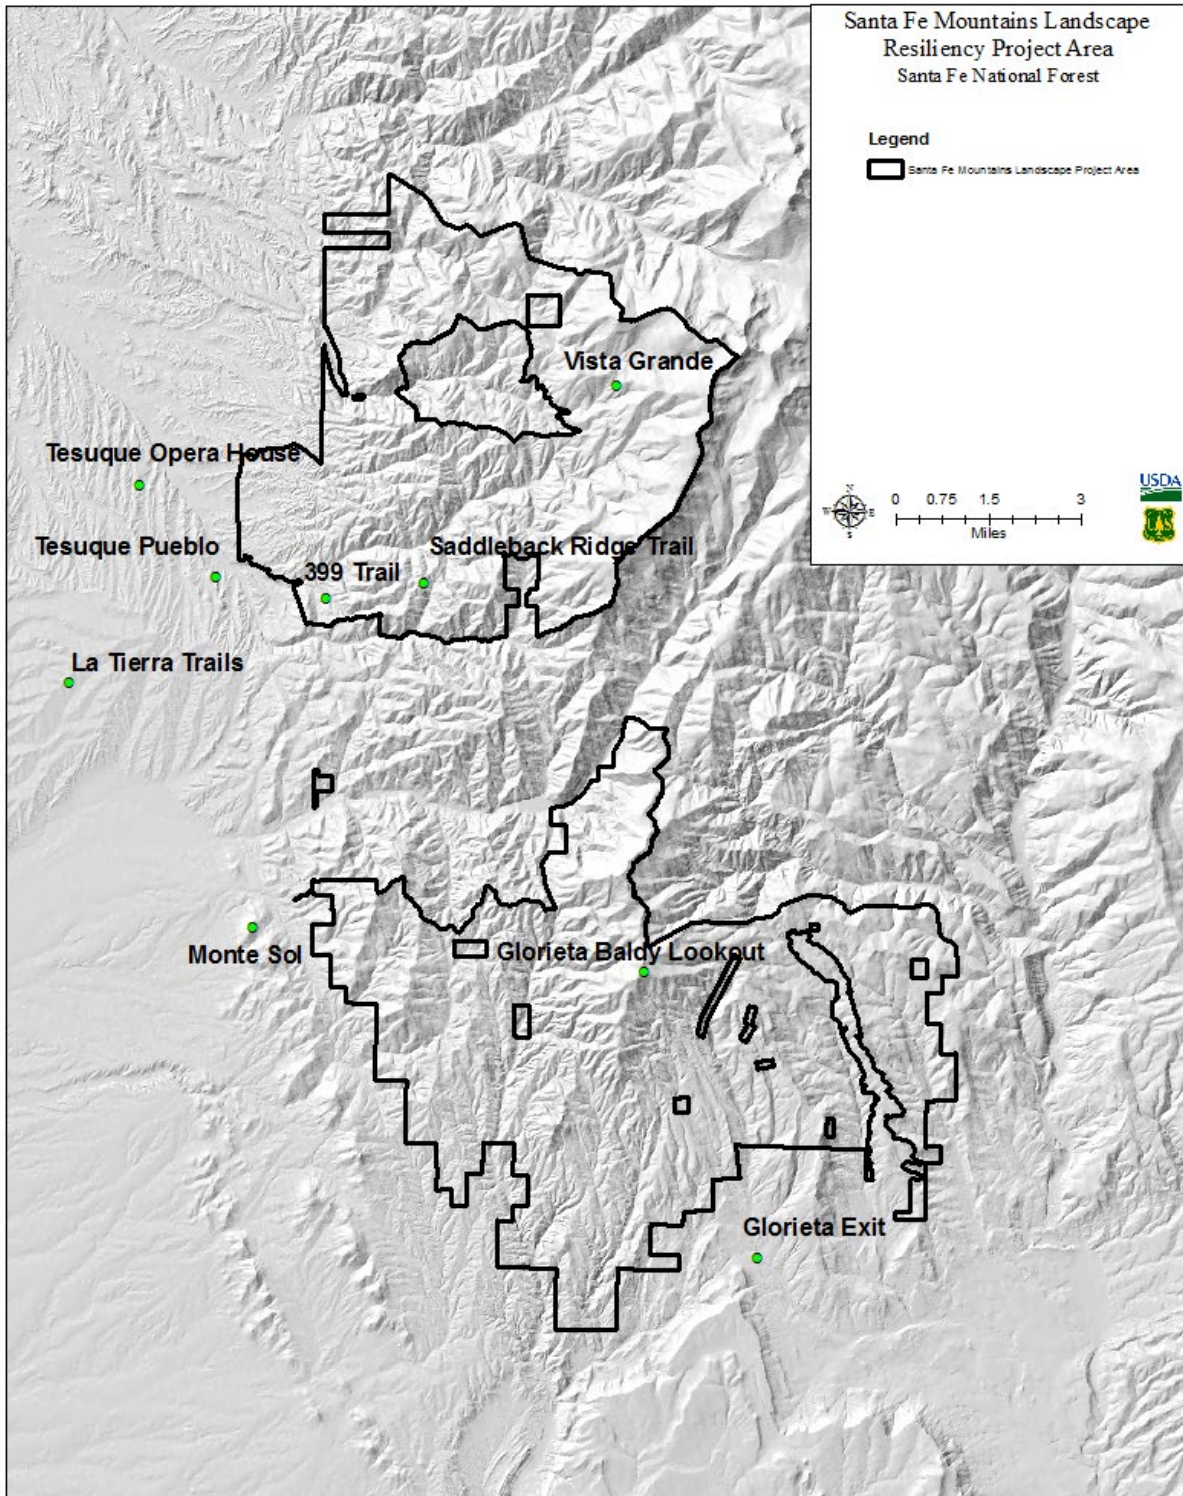 Santa Fe Mountains Landscape
Resiliency Project Area
Santa Fe National Forest
Legend
Santa Fe Mountains Landscape Project Area
N
W E
S
0 0.75 1.5 3
Miles
USDA
Vista Grande
Tesuque Opera House
Tesuque Pueblo
Saddleback Ridge Trail
399 Trail
La Tierra Trails
Monte Sol
Glorieta Baldy Lookout
Glorieta Exit